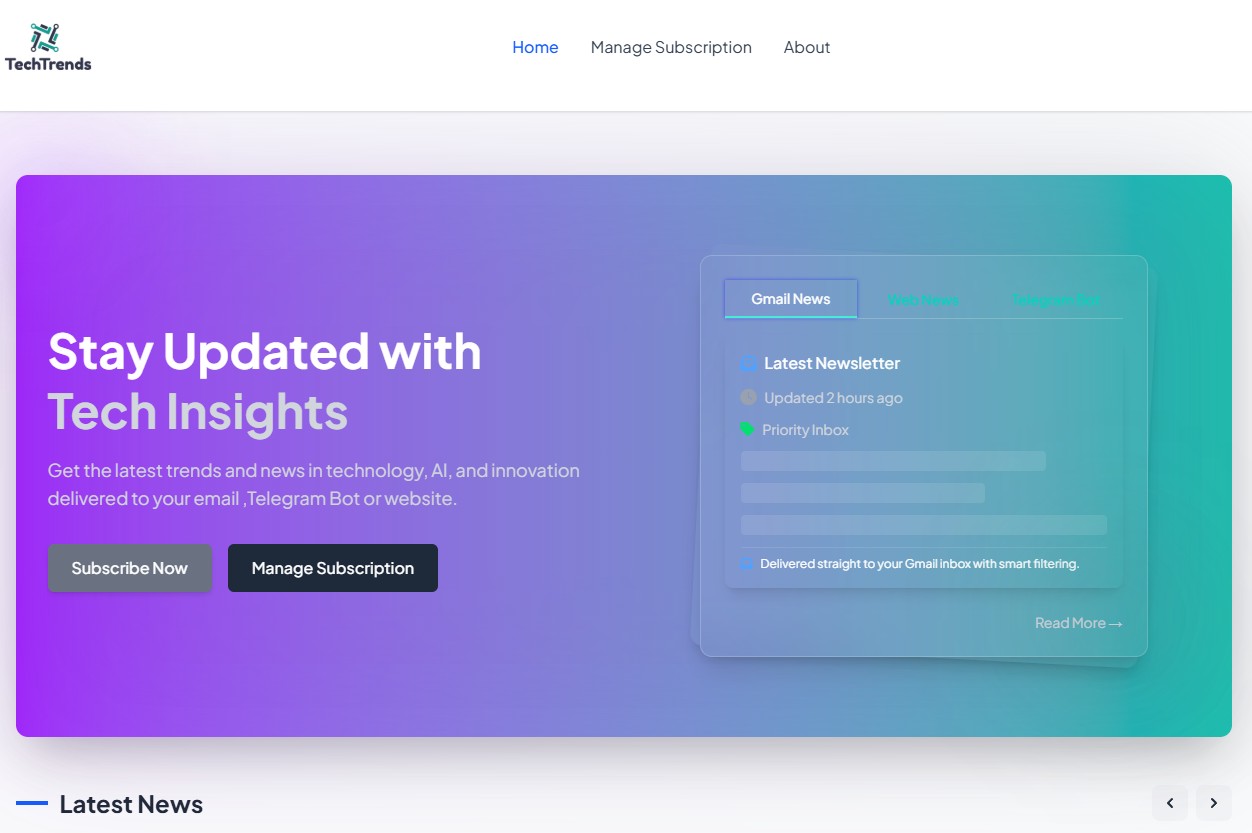 TechTrends
Home Manage Subscription About
Stay Updated with
Tech Insights
Get the latest trends and news in technology, AI, and innovation
delivered to your email ,Telegram Bot or website.
Subscribe Now Manage Subscription
Gmail News Web News Telegram Bot
Latest Newsletter
Updated 2 hours ago
Priority Inbox
Delivered straight to your Gmail inbox with smart filtering.
Read More →
Latest News